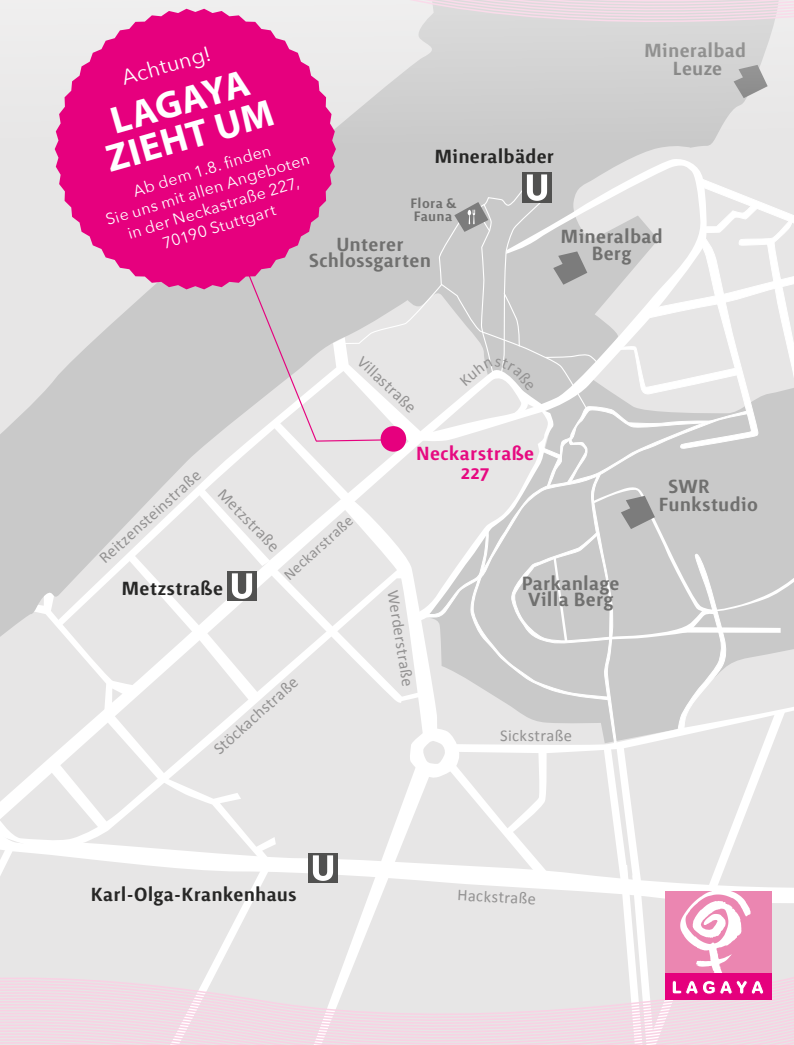 Achtung!
LAGAYA
ZIEHT UM
Ab dem 1.8. finden
Sie uns mit allen Angeboten
in der Neckastraße 227,
70190 Stuttgart
Mineralbad
Leuze
Mineralbäder
U
Flora &
Fauna
Unterer
Schlossgarten
Mineralbad
Berg
Villastraße
Kuhnstraße
Neckarstraße
227
Reitzensteinstraße
Metzstraße
Neckarstraße
SWR
Funkstudio
Metzstraße U
Parkanlage
Villa Berg
Werderstraße
Stöckachstraße
Sickstraße
U
Karl-Olga-Krankenhaus
Hackstraße
LAGAYA